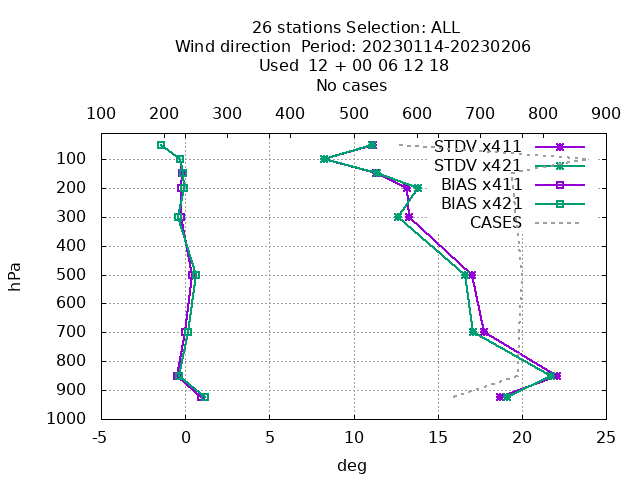 26 stations Selection: ALL
Wind direction  Period: 20230114-20230206
Used  12 + 00 06 12 18
No cases
100 200 300 400 500 600 700 800 900
STDV x411
STDV x421
BIAS x411
BIAS x421
CASES
100
200
300
400
500
600
700
800
900
1000
hPa
-5 0 5 10 15 20 25
deg